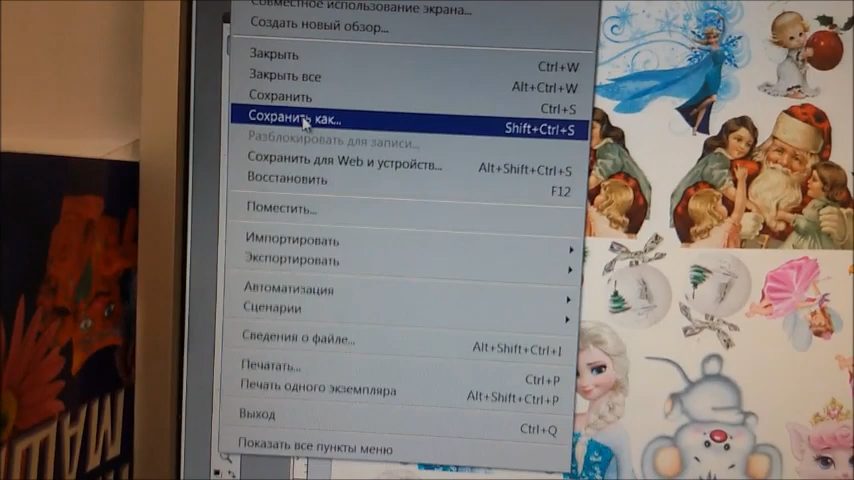 Совместное использование экрана...
Создать новый обзор...
Закрыть Ctrl+W
Закрыть все Alt+Ctrl+W
Сохранить Ctrl+S
Сохранить как... Shift+Ctrl+S
Разблокировать для записи...
Сохранить для Web и устройств... Alt+Shift+Ctrl+S
Восстановить F12
Поместить...
Импортировать
Экспортировать
Автоматизация
Сценарии
Сведения о файле... Alt+Shift+Ctrl+I
Печатать... Ctrl+P
Печать одного экземпляра Alt+Shift+Ctrl+P
Выход Ctrl+Q
Показать все пункты меню